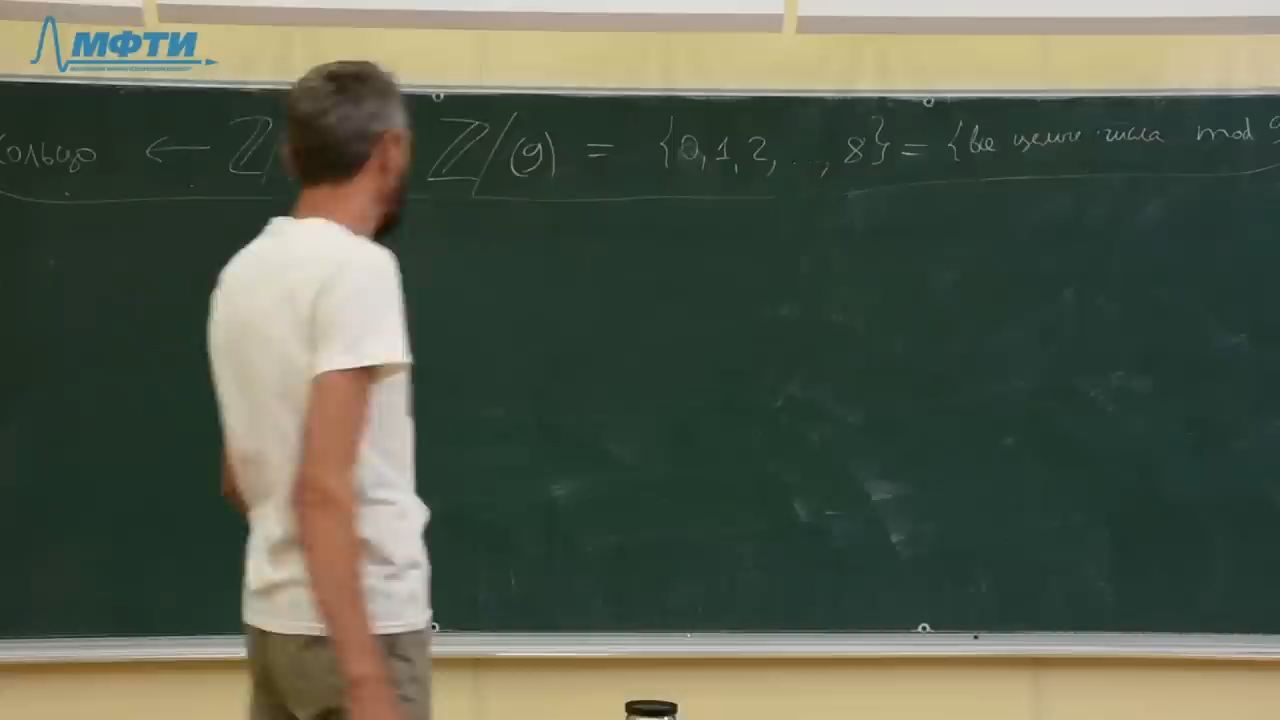 МФТИ
кольцо ← ℤ/ ℤ/(9) = {0,1,2, ..., 8} = {все целые числа mod 9